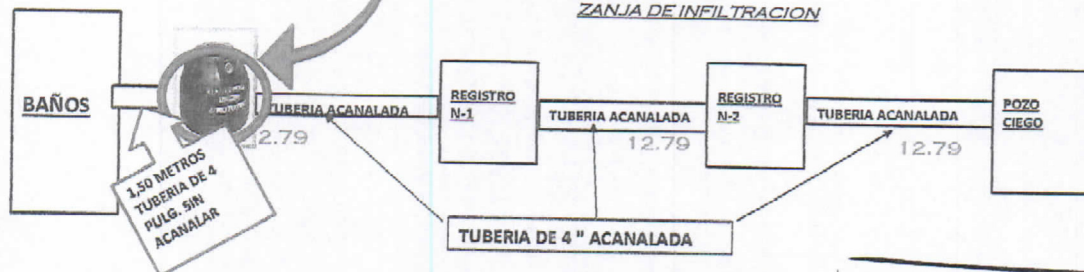 ZANJA DE INFILTRACION
BAÑOS
TUBERIA ACANALADA
2.79
REGISTRO
N-1
TUBERIA ACANALADA
12.79
REGISTRO
N-2
TUBERIA ACANALADA
12.79
POZO
CIEGO
1,50 METROS
TUBERIA DE 4
PULG. SIN
ACANALAR
TUBERIA DE 4 " ACANALADA